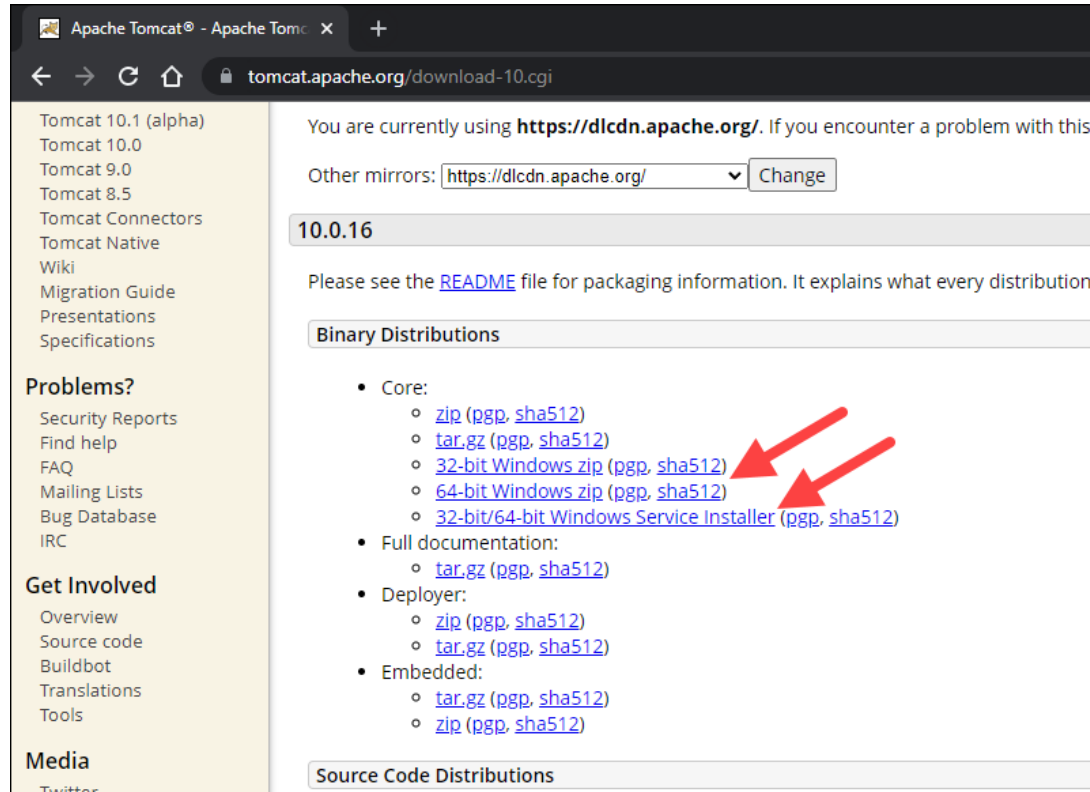 Apache Tomcat® - Apache Tomc
tomcat.apache.org/download-10.cgi
Tomcat 10.1 (alpha)
Tomcat 10.0
Tomcat 9.0
Tomcat 8.5
Tomcat Connectors
Tomcat Native
Wiki
Migration Guide
Presentations
Specifications
Problems?
Security Reports
Find help
FAQ
Mailing Lists
Bug Database
IRC
Get Involved
Overview
Source code
Buildbot
Translations
Tools
Media
Twitter
You are currently using https://dlcdn.apache.org/. If you encounter a problem with this
Other mirrors: https://dlcdn.apache.org/ Change
10.0.16
Please see the README file for packaging information. It explains what every distribution
Binary Distributions
Core:
zip (pgp, sha512)
tar.gz (pgp, sha512)
32-bit Windows zip (pgp, sha512)
64-bit Windows zip (pgp, sha512)
32-bit/64-bit Windows Service Installer (pgp, sha512)
Full documentation:
tar.gz (pgp, sha512)
Deployer:
zip (pgp, sha512)
tar.gz (pgp, sha512)
Embedded:
tar.gz (pgp, sha512)
zip (pgp, sha512)
Source Code Distributions